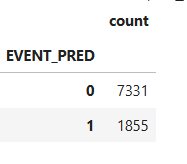 count
EVENT_PRED
0 7331
1 1855